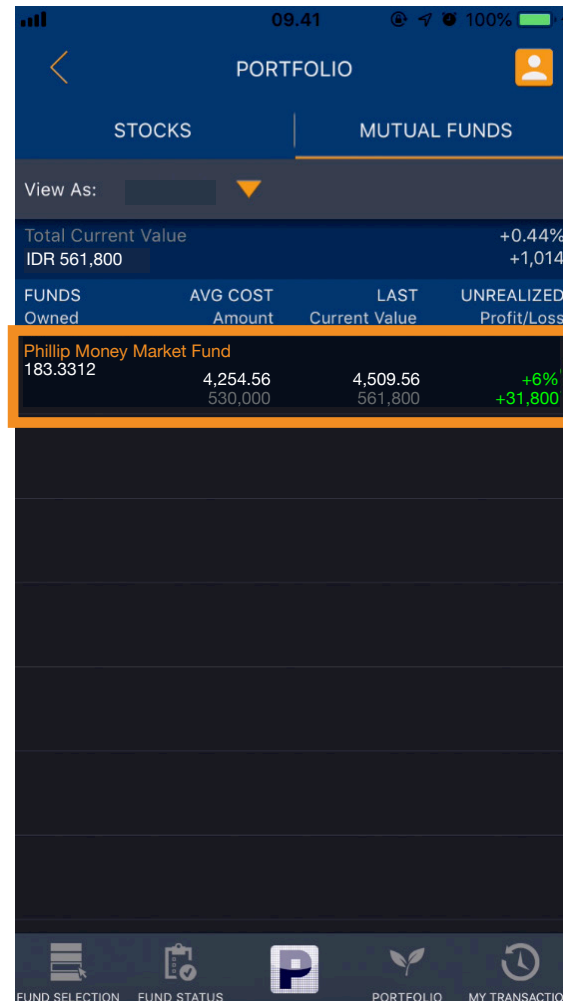 09.41 100%
PORTFOLIO
STOCKS MUTUAL FUNDS
View As:
Total Current Value +0.44%
IDR 561,800 +1,014
FUNDS AVG COST LAST UNREALIZED
Owned Amount Current Value Profit/Loss
Phillip Money Market Fund
183.3312
4,254.56 4,509.56 +6%
530,000 561,800 +31,800
P
FUND SELECTION FUND STATUS PORTFOLIO MY TRANSACTIO